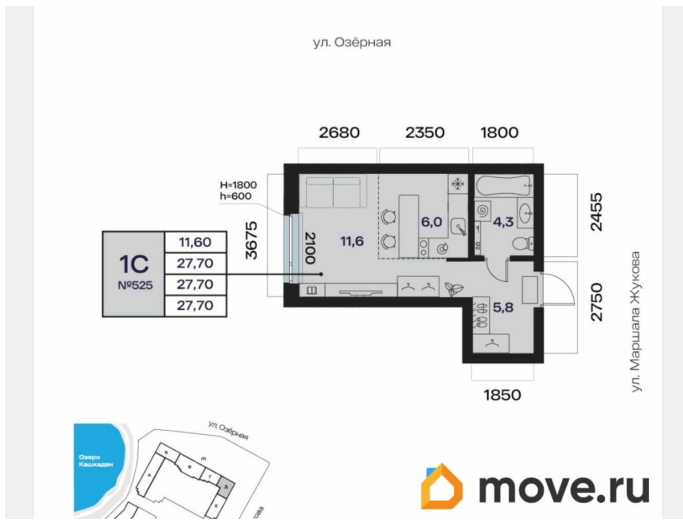 ул. Озёрная
2680
2350
1800
H=1800
h=600
3675
2100
11,6
6,0
4,3
2455
5,8
2750
ул. Маршала Жукова
1С
№525
11,60
27,70
27,70
27,70
1850
ул. Озёрная
Озеро
Кашкадан
move.ru